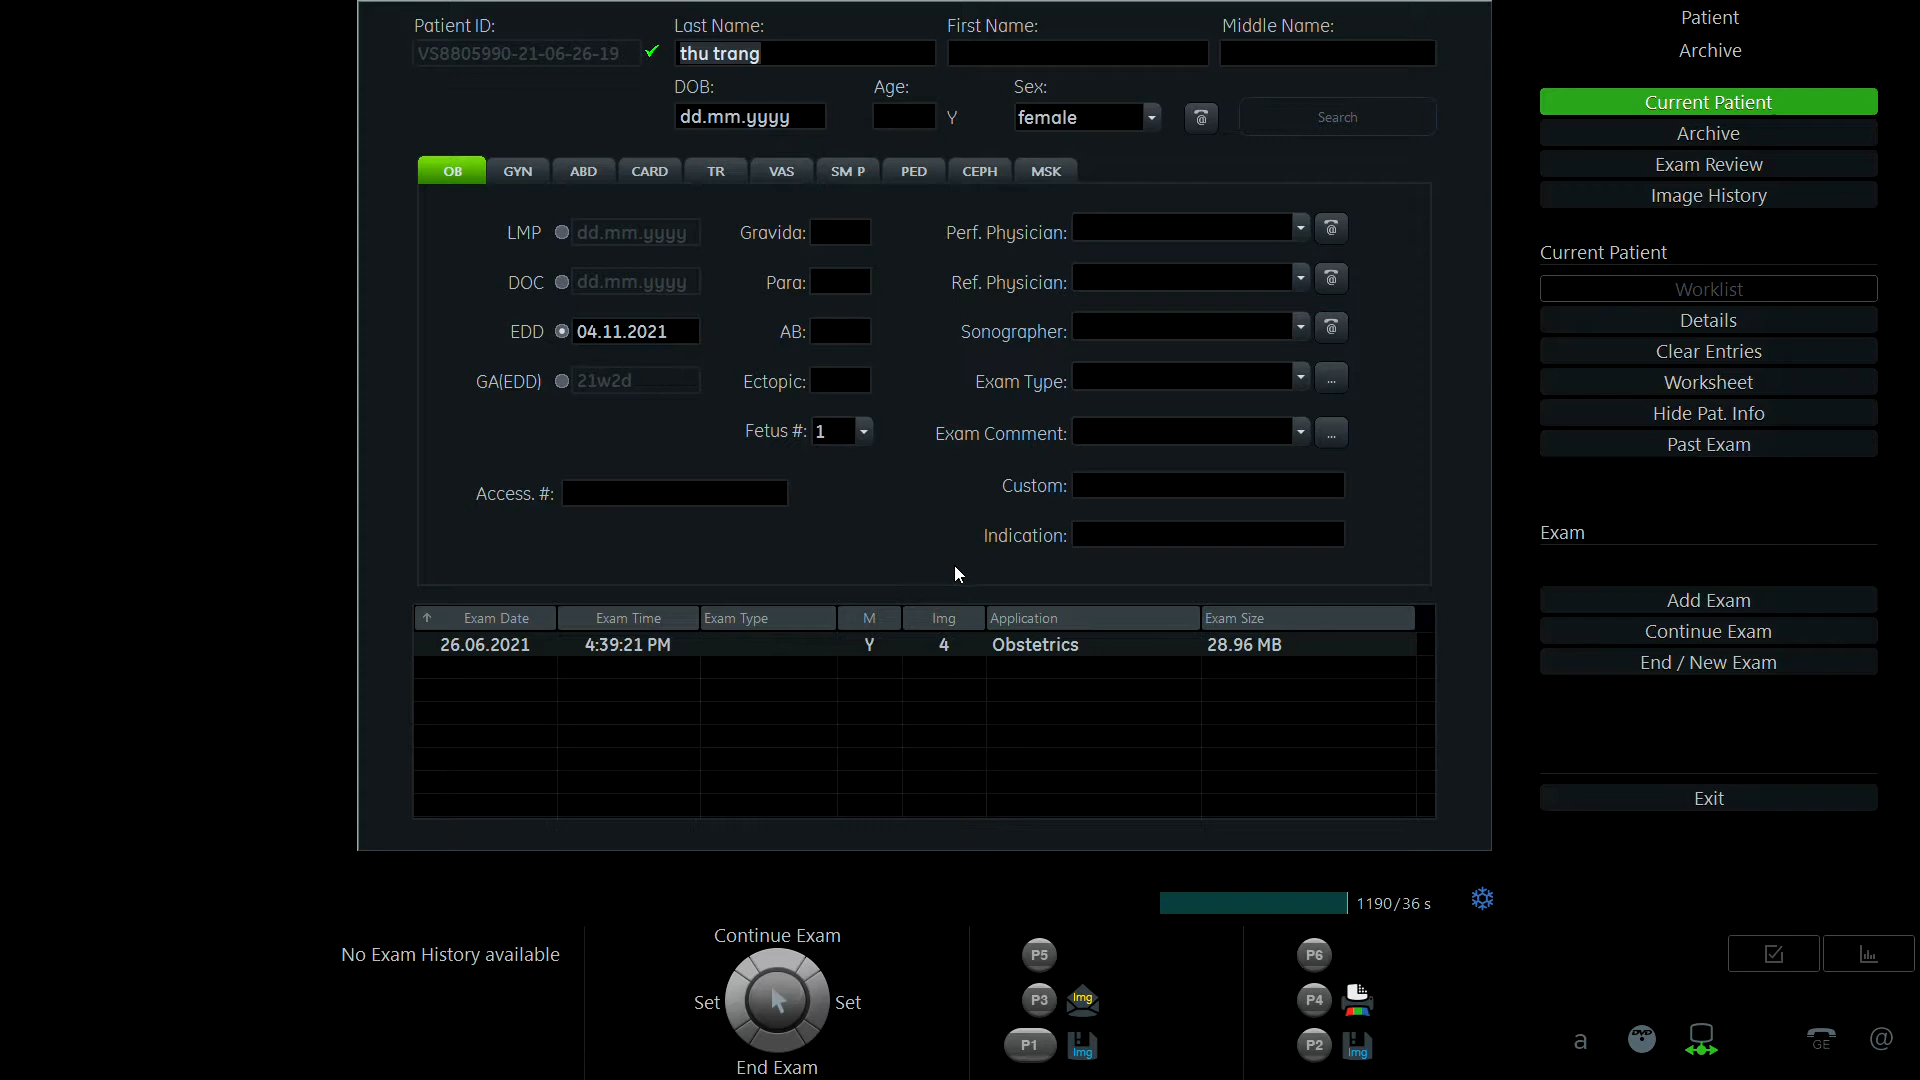 Patient ID: Last Name: First Name: Middle Name:
VS8805990-21-06-26-19 thu trang
DOB: Age: Sex:
dd.mm.yyyy Y female Search
OB GYN ABD CARD TR VAS SM P PED CEPH MSK
LMP dd.mm.yyyy Gravida: Perf. Physician: @
DOC dd.mm.yyyy Para: Ref. Physician: @
EDD 04.11.2021 AB: Sonographer: @
GA(EDD) 21w2d Ectopic: Exam Type: ...
Fetus #: 1 Exam Comment: ...
Access. #: Custom:
Indication:
Exam Date Exam Time Exam Type M Img Application Exam Size
26.06.2021 4:39:21 PM Y 4 Obstetrics 28.96 MB
1190/36 s
No Exam History available
Continue Exam
Set Set
End Exam
P5 P6
P3 Img P4
P1 Img P2 Img
Patient
Archive
Current Patient
Archive
Exam Review
Image History
Current Patient
Worklist
Details
Clear Entries
Worksheet
Hide Pat. Info
Past Exam
Exam
Add Exam
Continue Exam
End / New Exam
Exit
a DVD GE @